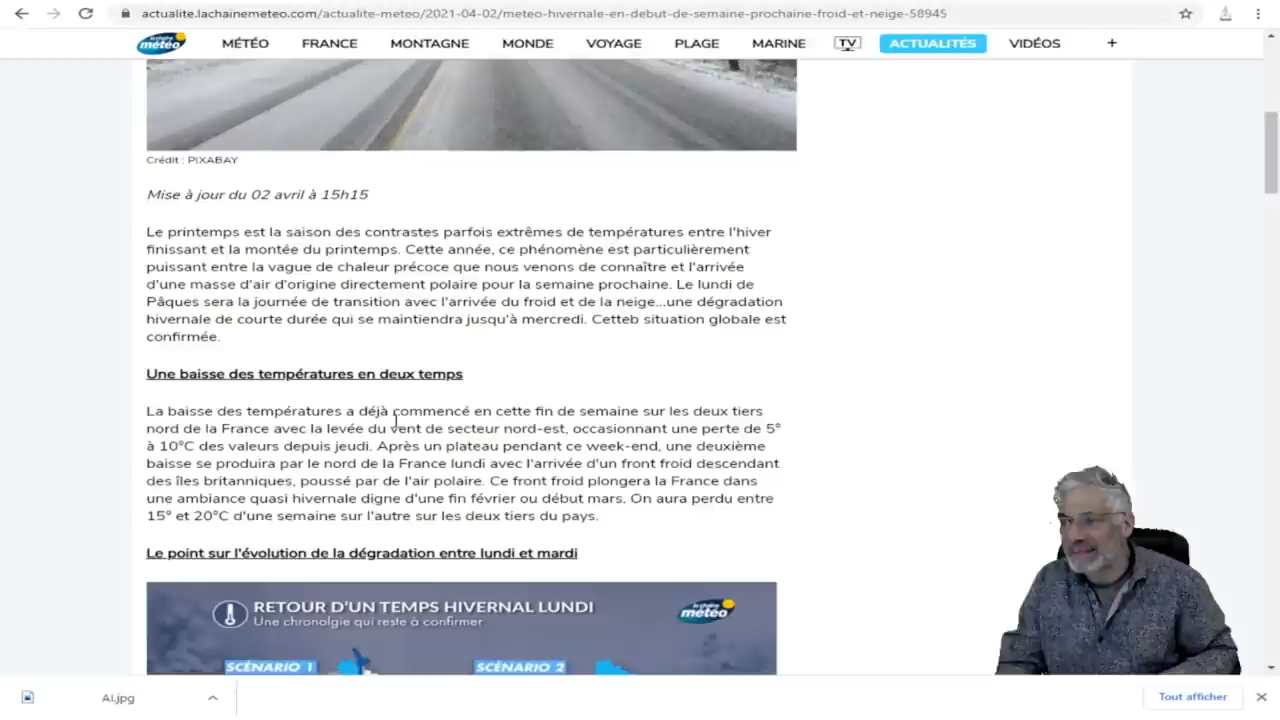 actualite.lachainemeteo.com/actualite-meteo/2021-04-02/meteo-hivernale-en-debut-de-semaine-prochaine-froid-et-neige-58945
la chaîne météo MÉTÉO FRANCE MONTAGNE MONDE VOYAGE PLAGE MARINE TV ACTUALITÉS VIDÉOS +
Crédit : PIXABAY
Mise à jour du 02 avril à 15h15
Le printemps est la saison des contrastes parfois extrêmes de températures entre l'hiver
finissant et la montée du printemps. Cette année, ce phénomène est particulièrement
puissant entre la vague de chaleur précoce que nous venons de connaître et l'arrivée
d'une masse d'air d'origine directement polaire pour la semaine prochaine. Le lundi de
Pâques sera la journée de transition avec l'arrivée du froid et de la neige...une dégradation
hivernale de courte durée qui se maintiendra jusqu'à mercredi. Cetteb situation globale est
confirmée.
Une baisse des températures en deux temps
La baisse des températures a déjà commencé en cette fin de semaine sur les deux tiers
nord de la France avec la levée du vent de secteur nord-est, occasionnant une perte de 5°
à 10°C des valeurs depuis jeudi. Après un plateau pendant ce week-end, une deuxième
baisse se produira par le nord de la France lundi avec l'arrivée d'un front froid descendant
des îles britanniques, poussé par de l'air polaire. Ce front froid plongera la France dans
une ambiance quasi hivernale digne d'une fin février ou début mars. On aura perdu entre
15° et 20°C d'une semaine sur l'autre sur les deux tiers du pays.
Le point sur l'évolution de la dégradation entre lundi et mardi
RETOUR D'UN TEMPS HIVERNAL LUNDI
la chaîne météo
Une chronolgie qui reste à confirmer
SCÉNARIO 1 SCÉNARIO 2
AI.jpg
Tout afficher